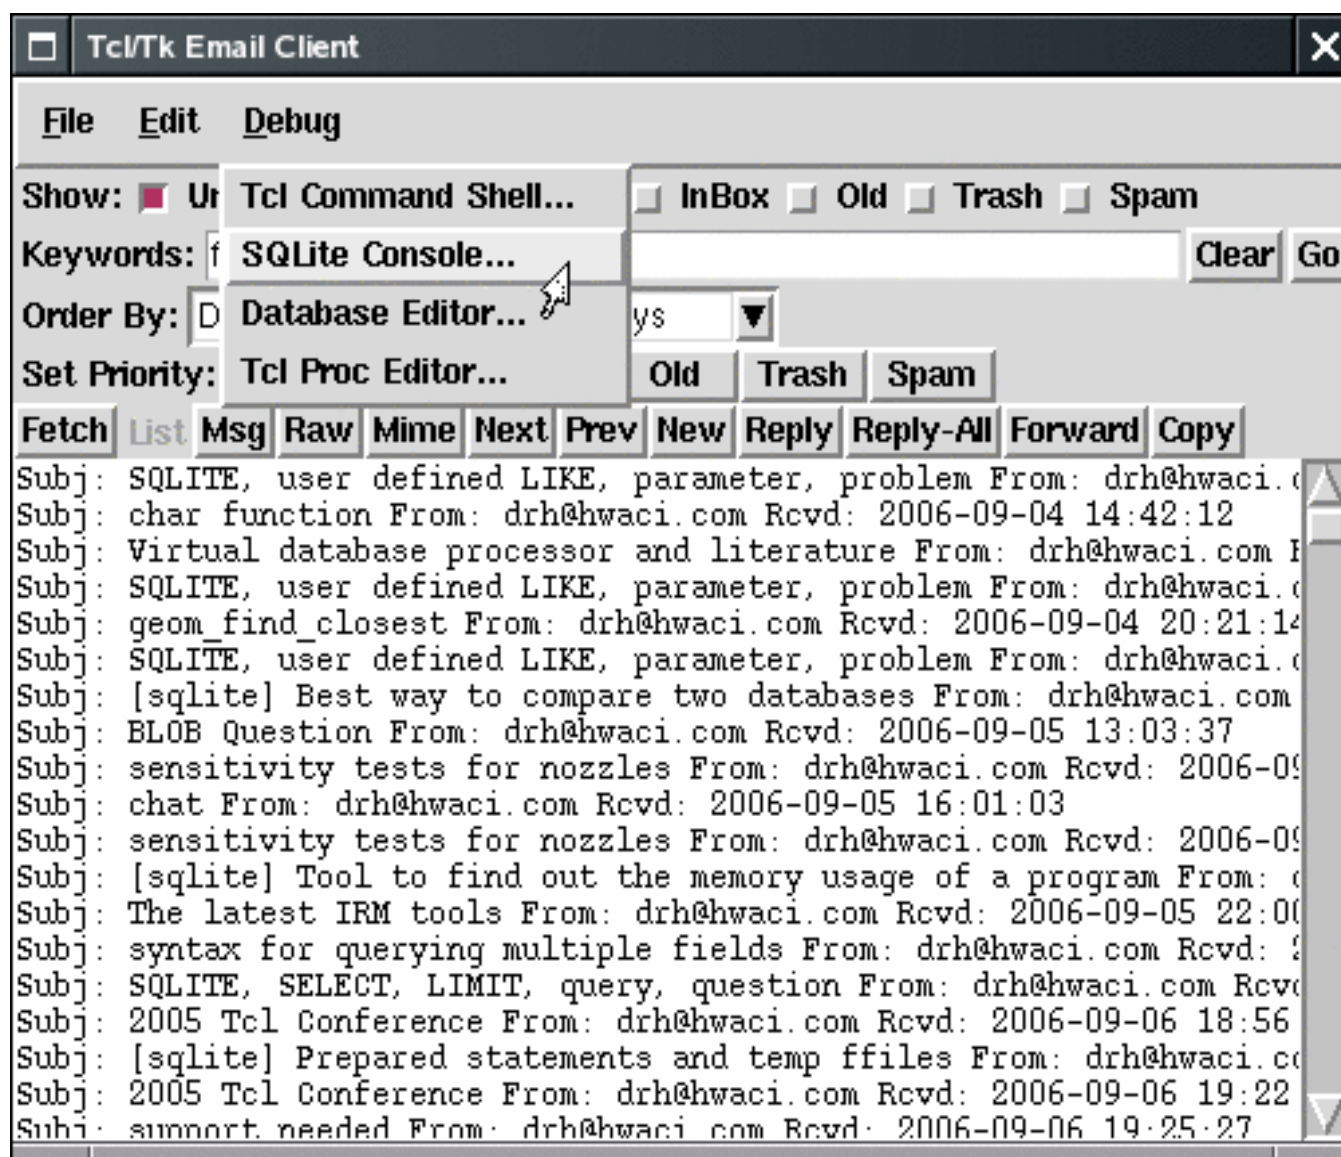 Tcl/Tk Email Client
File Edit Debug
Show: Tcl Command Shell... InBox Old Trash Spam
Keywords: f SQLite Console... Clear Go
Order By: D Database Editor... ys
Set Priority: Tcl Proc Editor... Old Trash Spam
Fetch List Msg Raw Mime Next Prev New Reply Reply-All Forward Copy
Subj: SQLITE, user defined LIKE, parameter, problem From: drh@hwaci.
Subj: char function From: drh@hwaci.com Rcvd: 2006-09-04 14:42:12
Subj: Virtual database processor and literature From: drh@hwaci.com
Subj: SQLITE, user defined LIKE, parameter, problem From: drh@hwaci.
Subj: geom_find_closest From: drh@hwaci.com Rcvd: 2006-09-04 20:21:14
Subj: SQLITE, user defined LIKE, parameter, problem From: drh@hwaci.
Subj: [sqlite] Best way to compare two databases From: drh@hwaci.com
Subj: BLOB Question From: drh@hwaci.com Rcvd: 2006-09-05 13:03:37
Subj: sensitivity tests for nozzles From: drh@hwaci.com Rcvd: 2006-09
Subj: chat From: drh@hwaci.com Rcvd: 2006-09-05 16:01:03
Subj: sensitivity tests for nozzles From: drh@hwaci.com Rcvd: 2006-09
Subj: [sqlite] Tool to find out the memory usage of a program From:
Subj: The latest IRM tools From: drh@hwaci.com Rcvd: 2006-09-05 22:00
Subj: syntax for querying multiple fields From: drh@hwaci.com Rcvd:
Subj: SQLITE, SELECT, LIMIT, query, question From: drh@hwaci.com Rcv
Subj: 2005 Tcl Conference From: drh@hwaci.com Rcvd: 2006-09-06 18:56
Subj: [sqlite] Prepared statements and temp ffiles From: drh@hwaci.c
Subj: 2005 Tcl Conference From: drh@hwaci.com Rcvd: 2006-09-06 19:22
Subj: support needed From: drh@hwaci.com Rcvd: 2006-09-06 19:25:27